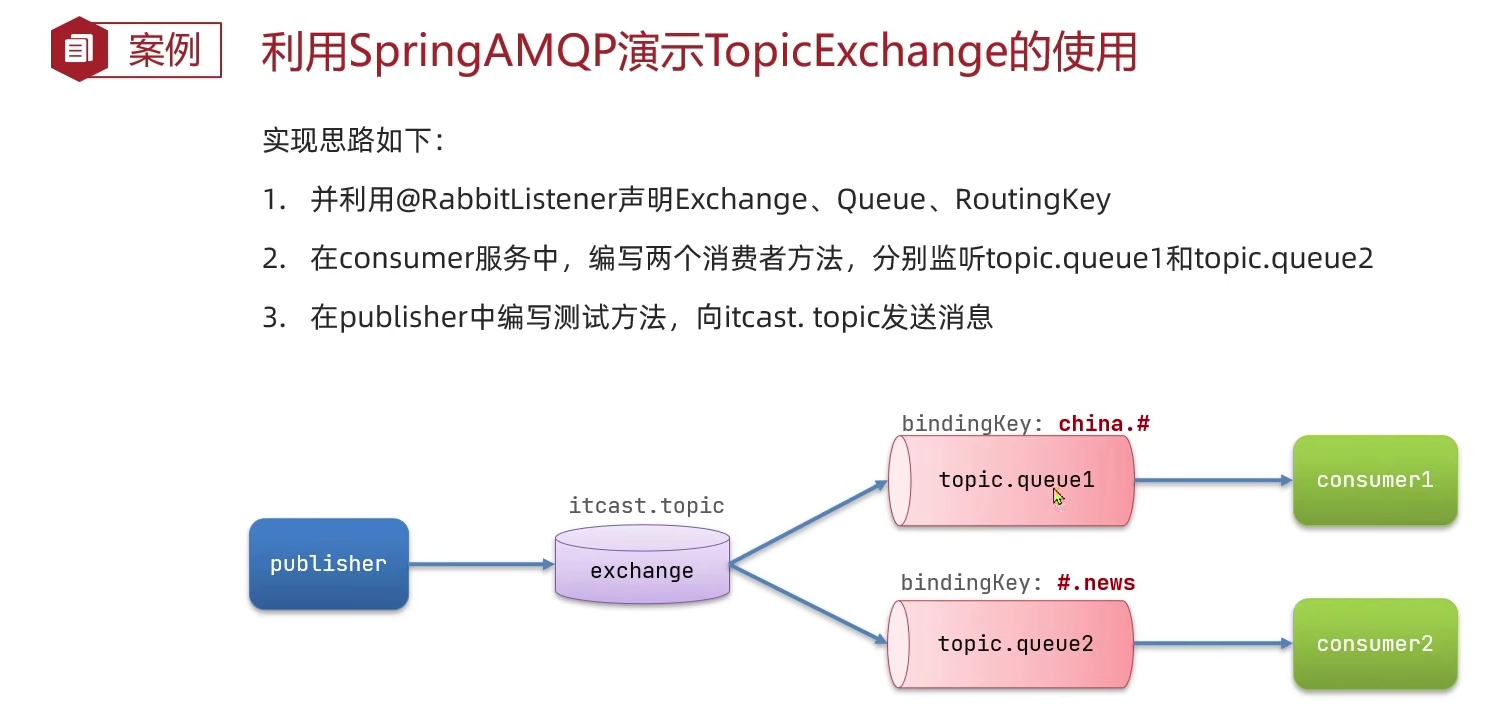 案例
利用SpringAMQP演示TopicExchange的使用
实现思路如下：
1. 并利用@RabbitListener声明Exchange、Queue、RoutingKey
2. 在consumer服务中，编写两个消费者方法，分别监听topic.queue1和topic.queue2
3. 在publisher中编写测试方法，向itcast. topic发送消息
bindingKey: china.#
topic.queue1
consumer1
itcast.topic
publisher
exchange
bindingKey: #.news
topic.queue2
consumer2